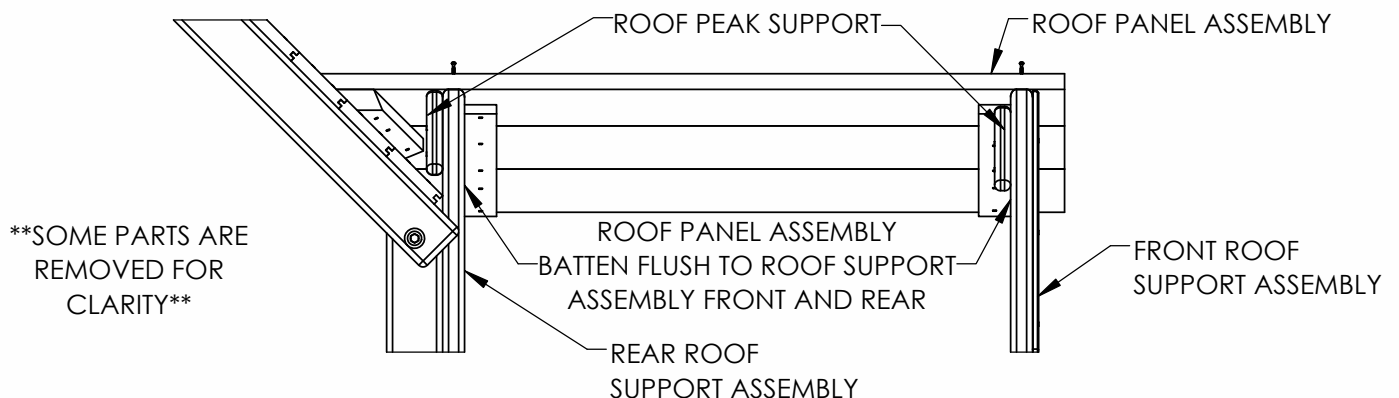 ROOF PEAK SUPPORT
ROOF PANEL ASSEMBLY
**SOME PARTS ARE
REMOVED FOR
CLARITY**
ROOF PANEL ASSEMBLY
BATTEN FLUSH TO ROOF SUPPORT
ASSEMBLY FRONT AND REAR
FRONT ROOF
SUPPORT ASSEMBLY
REAR ROOF
SUPPORT ASSEMBLY